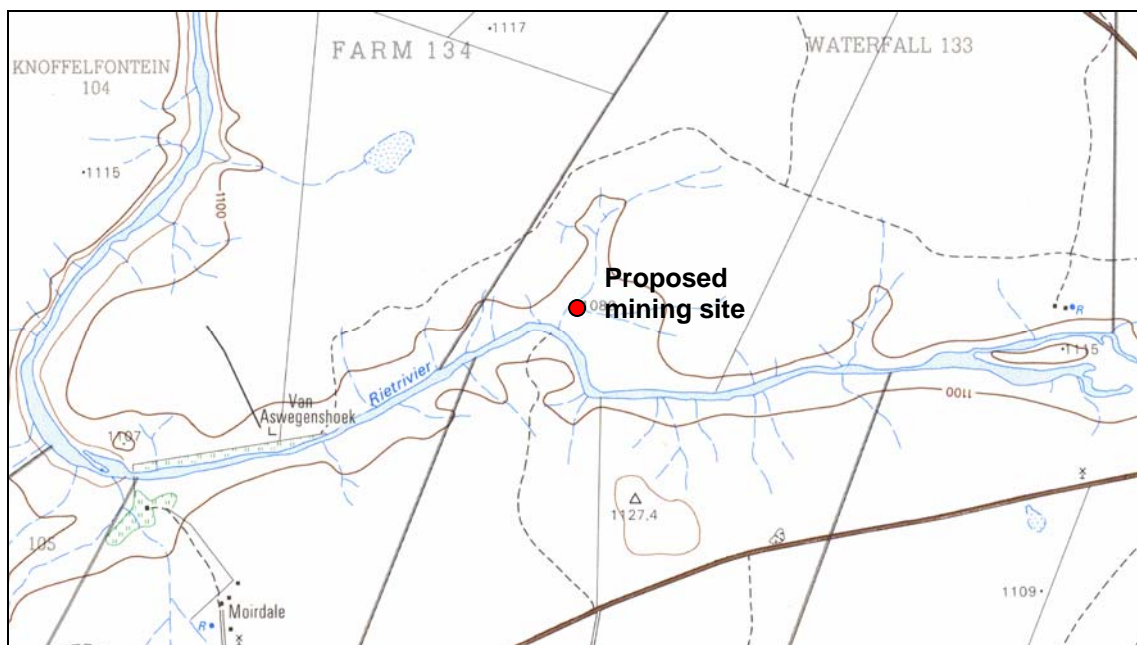 1117
FARM 134
WATERFALL 133
KNOFFELFONTEIN
104
1115
1100
Proposed
mining site
R
1115
Rietrivier
1100
Van
Aswegenshoek
1107
1127.4
105
1109
Moirdale
R